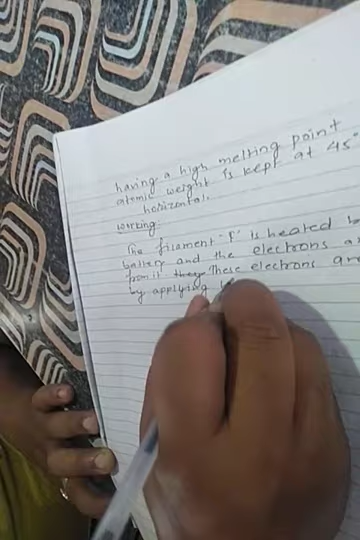 having a high melting point
atomic weight is kept at 45°
horizontal.
Working:
The filament "F" is heated b
battery and the electrons a
from it they These electrons are
by applying